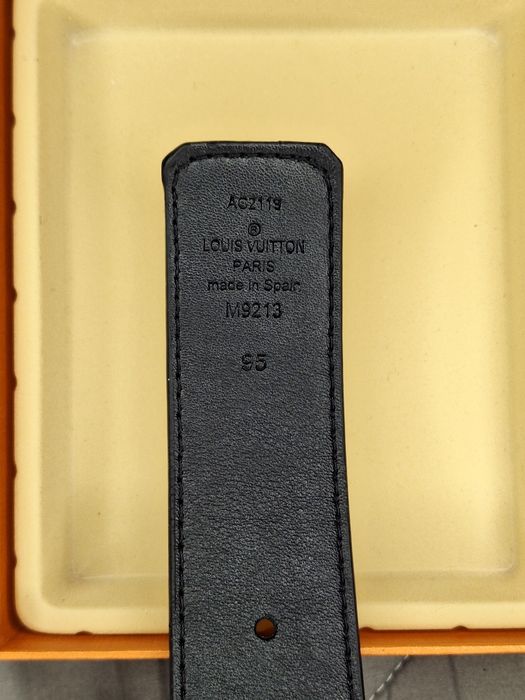 AC2119
®
LOUIS VUITTON
PARIS
made in Spain
M9213
95